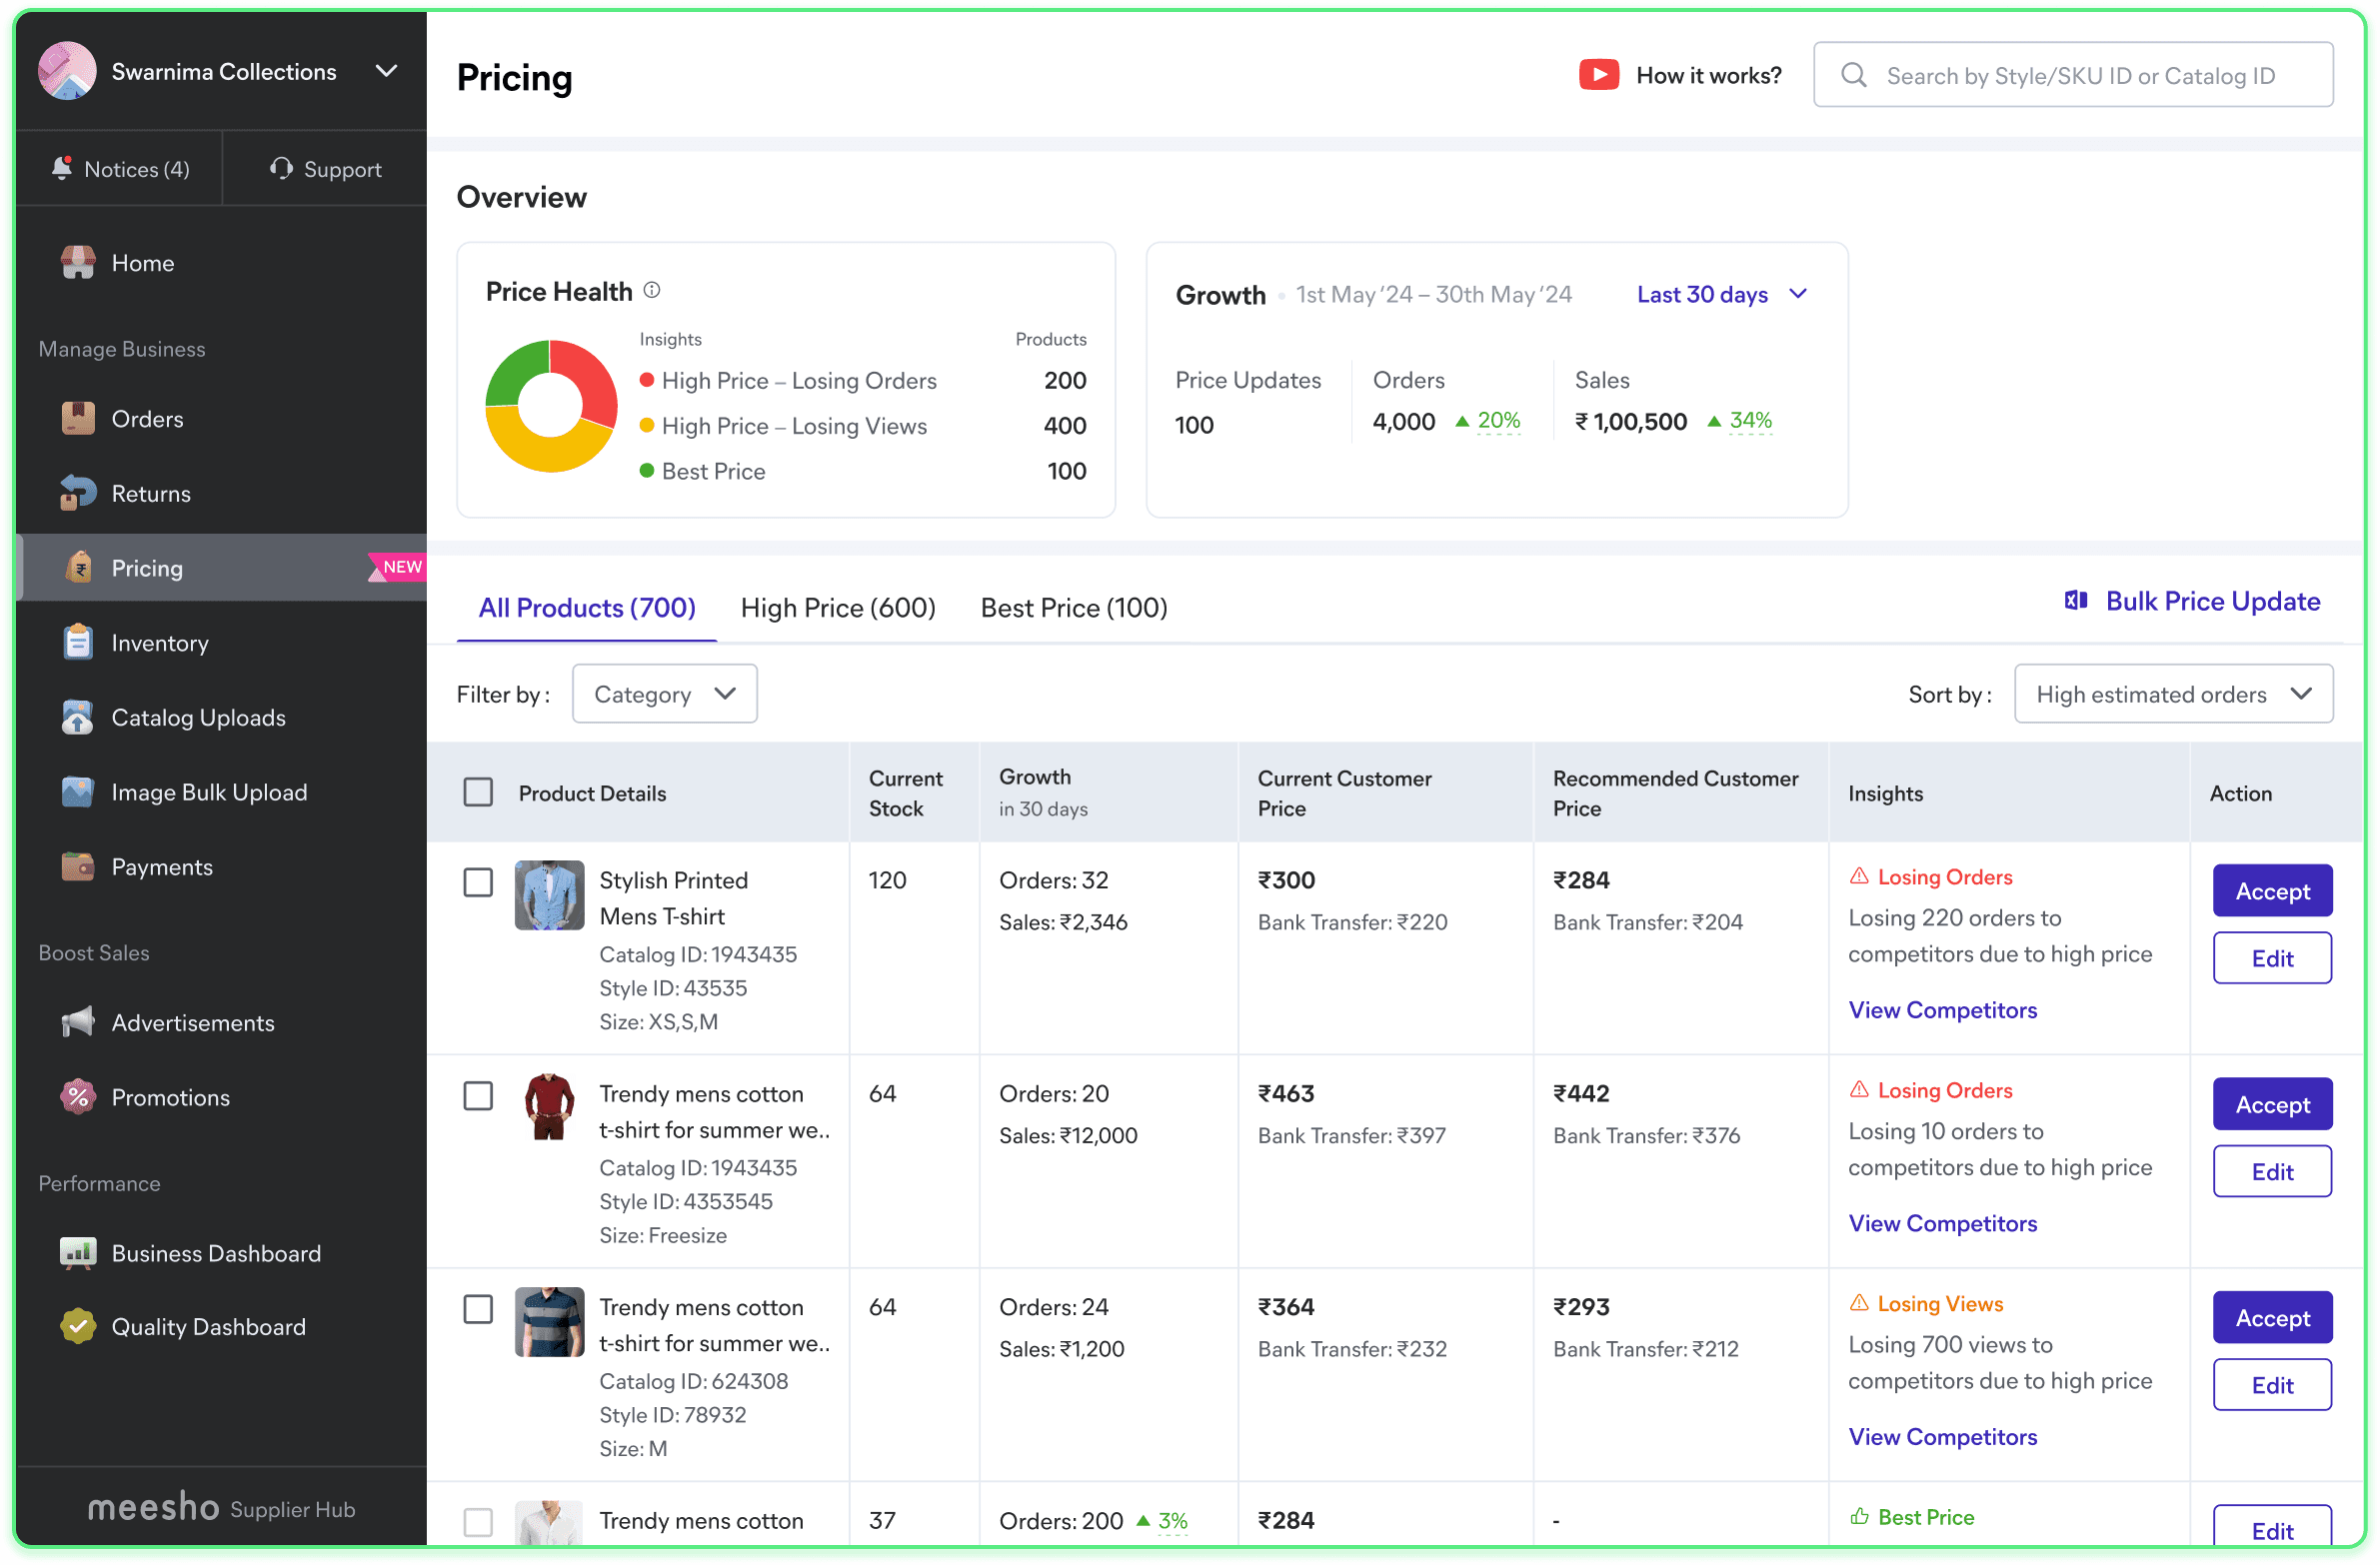 Swarnima Collections
Notices (4)
Support
Home
Manage Business
Orders
Returns
Pricing
NEW
Inventory
Catalog Uploads
Image Bulk Upload
Payments
Boost Sales
Advertisements
Promotions
Performance
Business Dashboard
Quality Dashboard
meesho Supplier Hub
Pricing
How it works?
Search by Style/SKU ID or Catalog ID
Overview
Price Health
Insights Products
High Price – Losing Orders 200
High Price – Losing Views 400
Best Price 100
Growth • 1st May ‘24 – 30th May ‘24 Last 30 days
Price Updates Orders Sales
100 4,000 20% ₹ 1,00,500 34%
All Products (700) High Price (600) Best Price (100)
Bulk Price Update
Filter by : Category
Sort by : High estimated orders
Product Details
Current
Stock
Growth
in 30 days
Current Customer
Price
Recommended Customer
Price
Insights
Action
Stylish Printed
Mens T-shirt
Catalog ID: 1943435
Style ID: 43535
Size: XS,S,M
120
Orders: 32
Sales: ₹2,346
₹300
Bank Transfer: ₹220
₹284
Bank Transfer: ₹204
Losing Orders
Losing 220 orders to
competitors due to high price
View Competitors
Accept
Edit
Trendy mens cotton
t-shirt for summer we..
Catalog ID: 1943435
Style ID: 4353545
Size: Freesize
64
Orders: 20
Sales: ₹12,000
₹463
Bank Transfer: ₹397
₹442
Bank Transfer: ₹376
Losing Orders
Losing 10 orders to
competitors due to high price
View Competitors
Accept
Edit
Trendy mens cotton
t-shirt for summer we..
Catalog ID: 624308
Style ID: 78932
Size: M
64
Orders: 24
Sales: ₹1,200
₹364
Bank Transfer: ₹232
₹293
Bank Transfer: ₹212
Losing Views
Losing 700 views to
competitors due to high price
View Competitors
Accept
Edit
Trendy mens cotton
37
Orders: 200 3%
₹284
-
Best Price
Edit